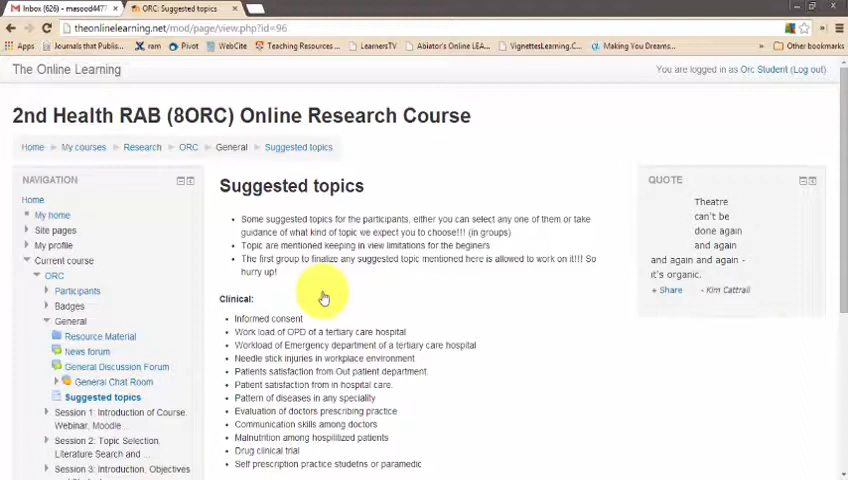 Inbox (626) - masood447
ORC: Suggested topics
theonlinelearning.net/mod/page/view.php?id=96
Apps Journals that Publis... ram Pivot WebCite Teaching Resources ... LearnersTV Abiator's Online LEA... VignettesLearning.C... Making You Dreams... » Other bookmarks
The Online Learning
You are logged in as Orc Student (Log out)
2nd Health RAB (8ORC) Online Research Course
Home ► My courses ► Research ► ORC ► General ► Suggested topics
NAVIGATION
Home
My home
Site pages
My profile
Current course
ORC
Participants
Badges
General
Resource Material
News forum
General Discussion Forum
General Chat Room
Suggested topics
Session 1: Introduction of Course,
Webinar, Moodle...
Session 2: Topic Selection,
Literature Search and ...
Session 3: Introduction, Objectives
Suggested topics
Some suggested topics for the participants, either you can select any one of them or take
guidance of what kind of topic we expect you to choose!!! (in groups)
Topic are mentioned keeping in view limitations for the beginers
The first group to finalize any suggested topic mentioned here is allowed to work on it!!! So
hurry up!
Clinical:
Informed consent
Work load of OPD of a tertiary care hospital
Workload of Emergency department of a tertiary care hospital
Needle stick injuries in workplace environment
Patients satisfaction from Out patient department.
Patient satisfaction from in hospital care.
Pattern of diseases in any speciality
Evaluation of doctors prescribing practice
Communication skills among doctors
Malnutrition among hospitilized patients
Drug clinical trial
Self prescription practice studetns or paramedic
QUOTE
Theatre
can't be
done again
and again
and again and again -
it's organic.
Share
- Kim Cattrall